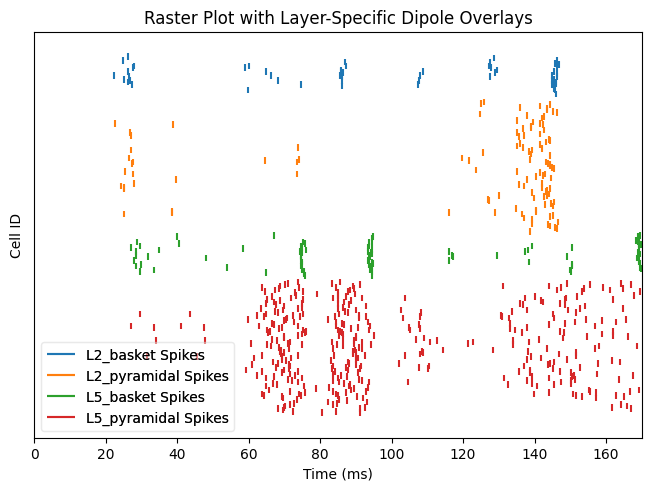 Raster Plot with Layer-Specific Dipole Overlays
Cell ID
L2_basket Spikes
L2_pyramidal Spikes
L5_basket Spikes
L5_pyramidal Spikes
0 20 40 60 80 100 120 140 160
Time (ms)